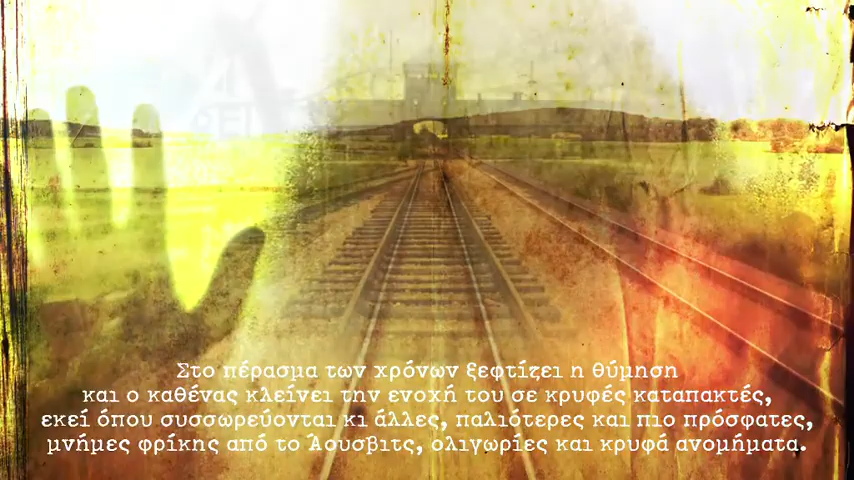 Στο πέρασμα των χρόνων ξεφτίζει η θύμηση
και ο καθένας κλείνει την ενοχή του σε κρυφές καταπακτές,
εκεί όπου συσσωρεύονται κι άλλες, παλιότερες και πιο πρόσφατες,
μνήμες φρίκης από το Άουσβιτς, ολιγωρίες και κρυφά ανομήματα.